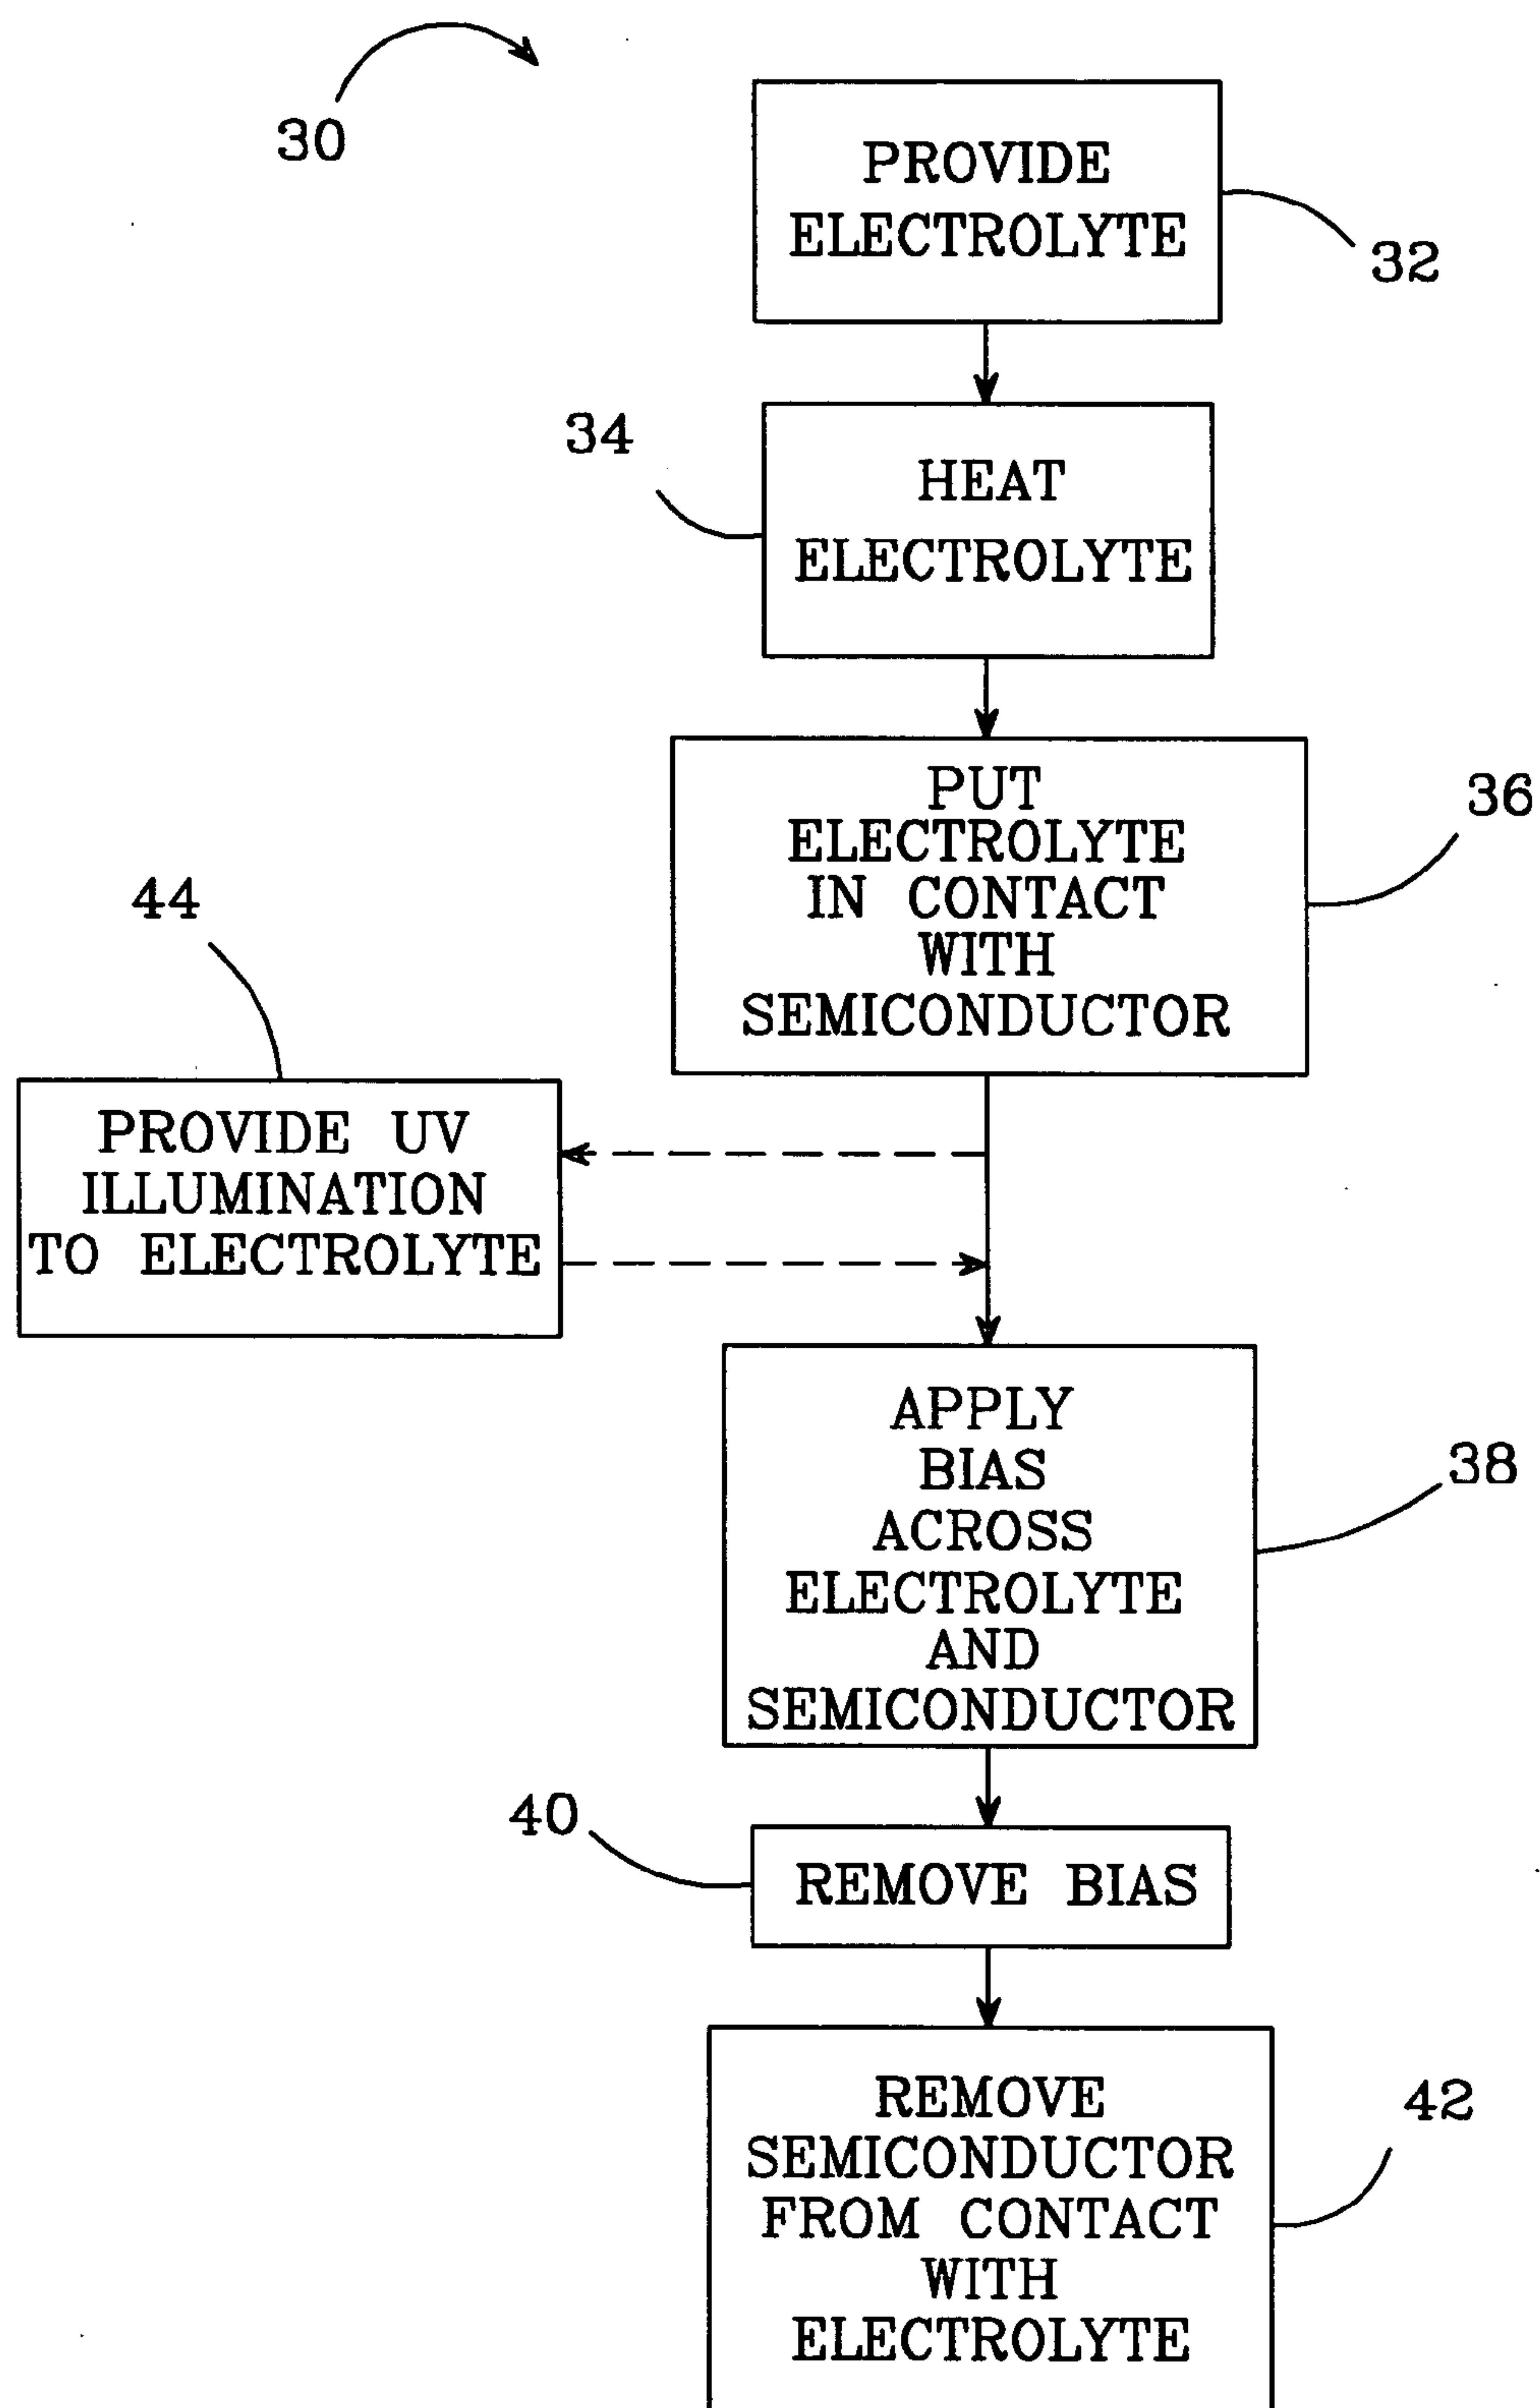 30
PROVIDE
ELECTROLYTE
32
34
HEAT
ELECTROLYTE
36
PUT
ELECTROLYTE
IN CONTACT
WITH
SEMICONDUCTOR
44
PROVIDE UV
ILLUMINATION
TO ELECTROLYTE
38
APPLY
BIAS
ACROSS
ELECTROLYTE
AND
SEMICONDUCTOR
40
REMOVE BIAS
42
REMOVE
SEMICONDUCTOR
FROM CONTACT
WITH
ELECTROLYTE